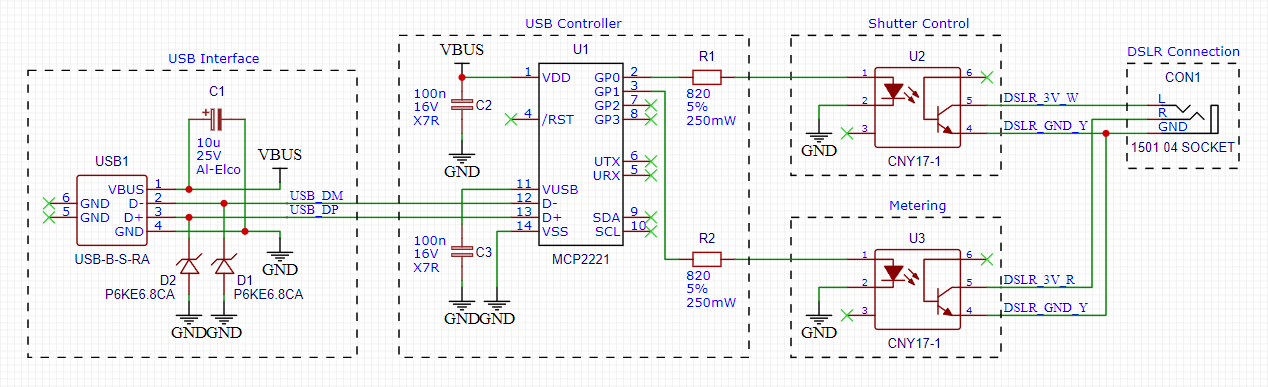 USB Interface
C1
+
10u
25V
Al-Elco
VBUS
USB1
VBUS 1
6 GND D- 2
5 GND D+ 3
GND 4
USB-B-S-RA
USB_DM
USB_DP
GND
D2
P6KE6.8CA
D1
P6KE6.8CA
GND
GND
USB Controller
VBUS
100n
16V
X7R
C2
GND
100n
16V
X7R
C3
GND
GND
U1
1 VDD GP0 2
GP1 3
GP2 7
4 /RST GP3 8
UTX 6
URX 5
11 VUSB
12 D-
13 D+ SDA 9
14 VSS SCL 10
MCP2221
R1
820
5%
250mW
R2
820
5%
250mW
Shutter Control
U2
1 6
2 5
3 4
GND
CNY17-1
Metering
U3
1 6
2 5
3 4
GND
CNY17-1
DSLR_3V_W
DSLR_GND_Y
DSLR_3V_R
DSLR_GND_Y
DSLR Connection
CON1
L
R
GND
1501 04 SOCKET